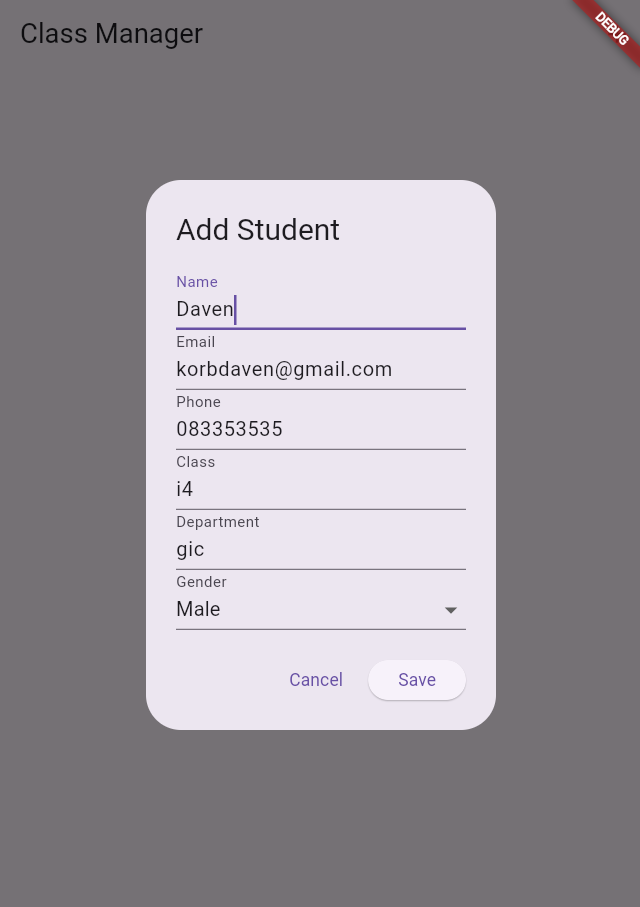 Class Manager
DEBUG
Add Student
Name
Daven
Email
korbdaven@gmail.com
Phone
083353535
Class
i4
Department
gic
Gender
Male
Cancel
Save